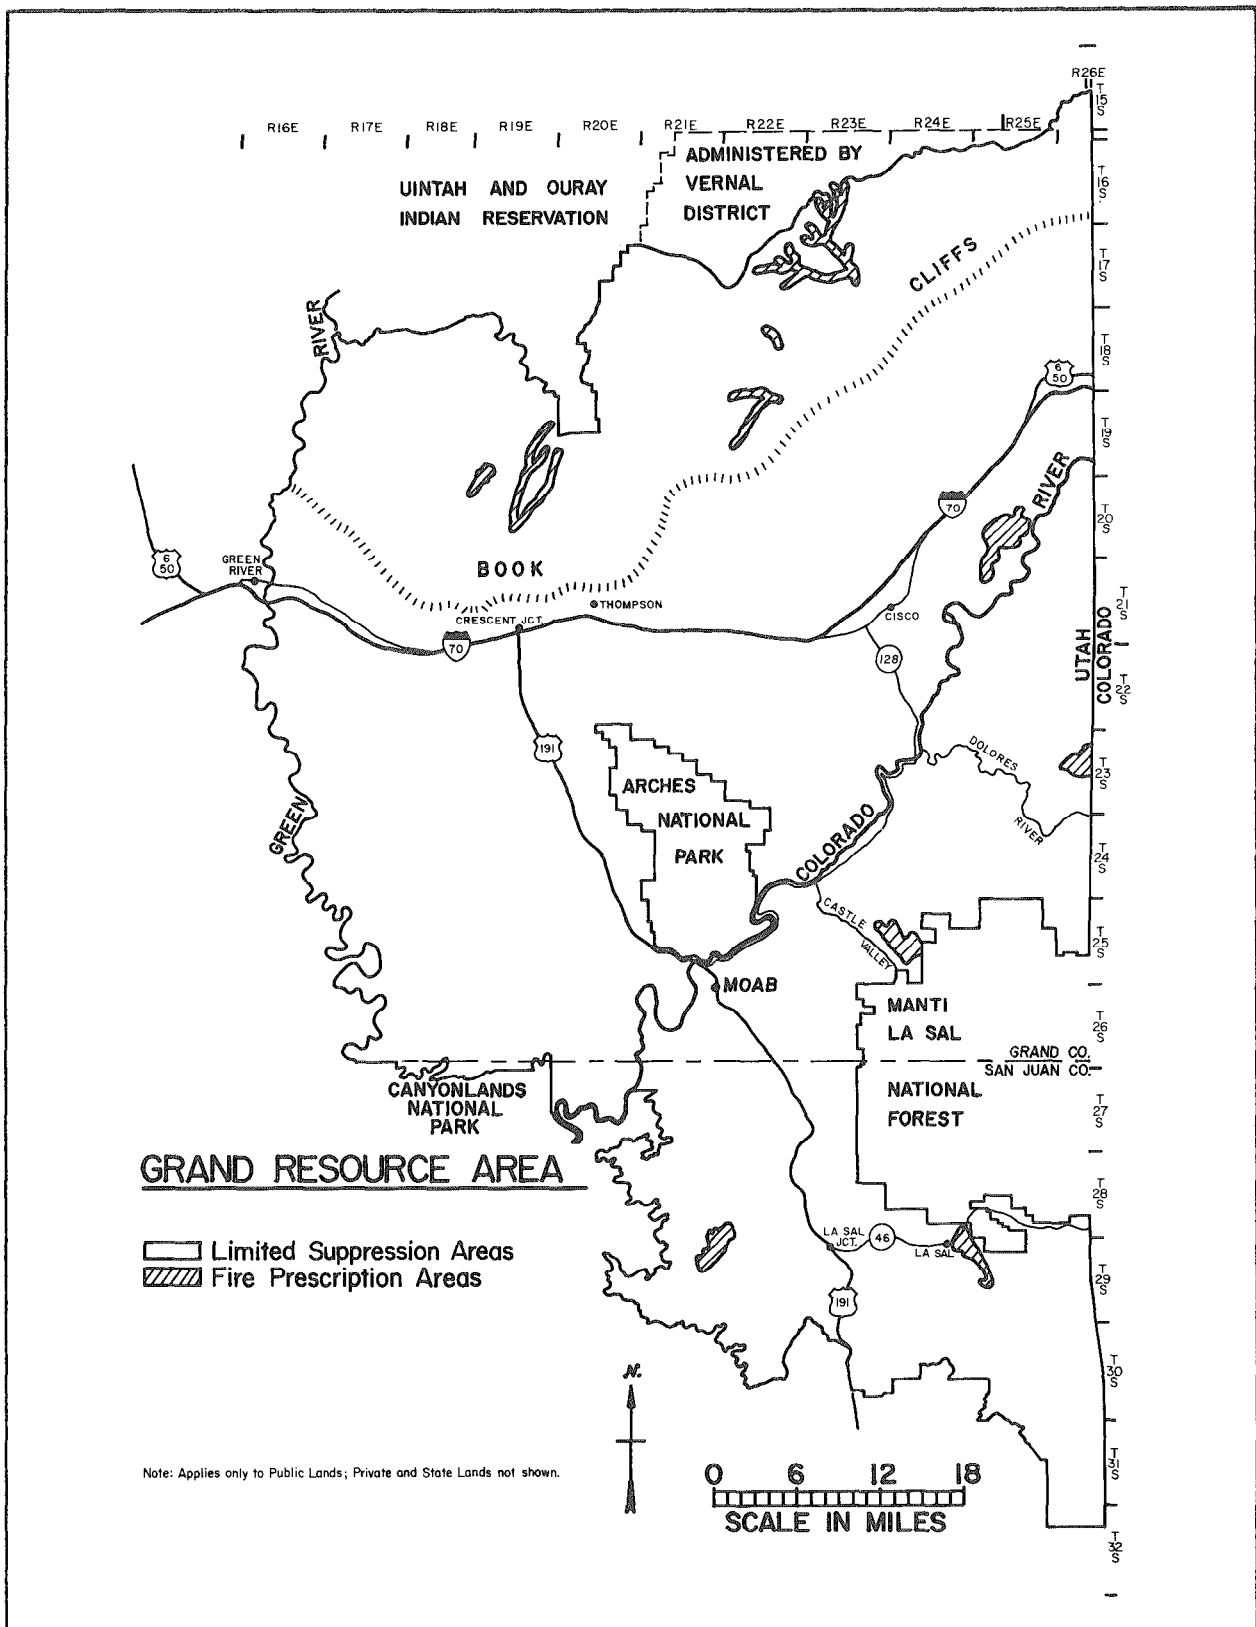 R26E
T
15
S
R16E R17E R18E R19E R20E R21E R22E R23E R24E R25E
UINTAH AND OURAY
INDIAN RESERVATION
ADMINISTERED BY
VERNAL
DISTRICT
T
16
S
CLIFFS
T
17
S
RIVER
T
18
S
6
50
T
19
S
RIVER
70
T
20
S
6
50
GREEN
RIVER
BOOK
THOMPSON
CRESCENT JCT.
CISCO
T
21
S
70
128
UTAH
COLORADO
T
22
S
191
DOLORES
RIVER
T
23
S
ARCHES
NATIONAL
PARK
GREEN
COLORADO
T
24
S
CASTLE
VALLEY
T
25
S
MOAB
MANTI
LA SAL
T
26
S
GRAND CO.
SAN JUAN CO.
CANYONLANDS
NATIONAL
PARK
NATIONAL
FOREST
T
27
S
GRAND RESOURCE AREA
T
28
S
LA SAL
JCT.
46
LA SAL
Limited Suppression Areas
Fire Prescription Areas
T
29
S
191
T
30
S
N.
Note: Applies only to Public Lands; Private and State Lands not shown.
0 6 12 18
SCALE IN MILES
T
31
S
T
32
S